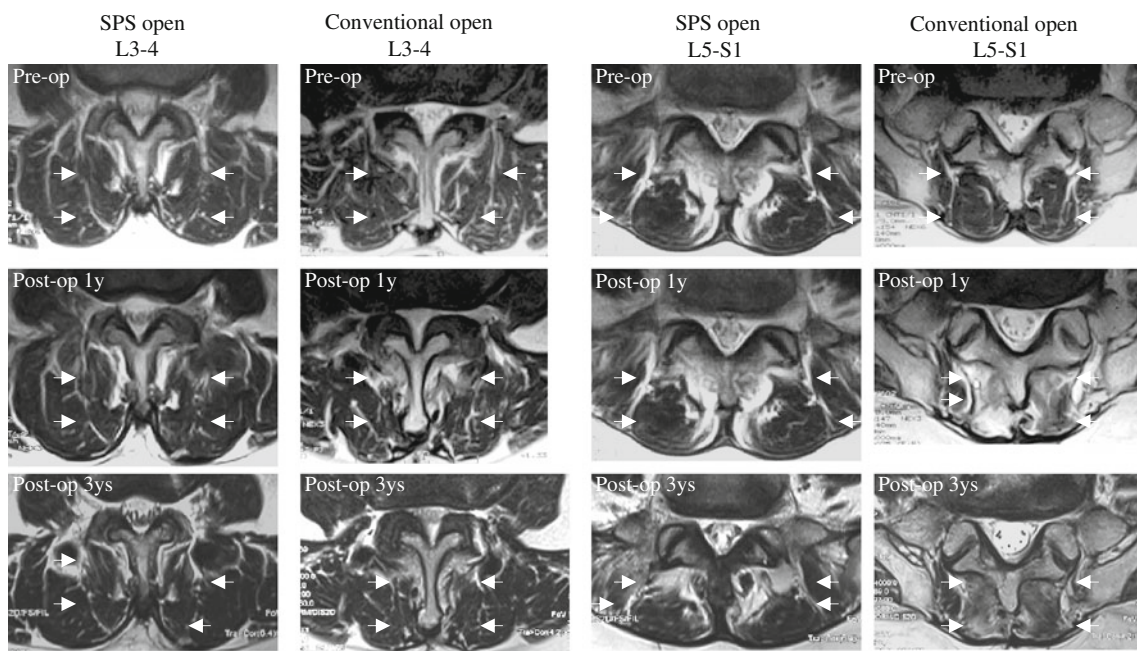 SPS open
L3-4
Conventional open
L3-4
SPS open
L5-S1
Conventional open
L5-S1
Pre-op
Pre-op
Pre-op
Pre-op
Post-op 1y
Post-op 1y
Post-op 1y
Post-op 1y
Post-op 3ys
Post-op 3ys
Post-op 3ys
Post-op 3ys